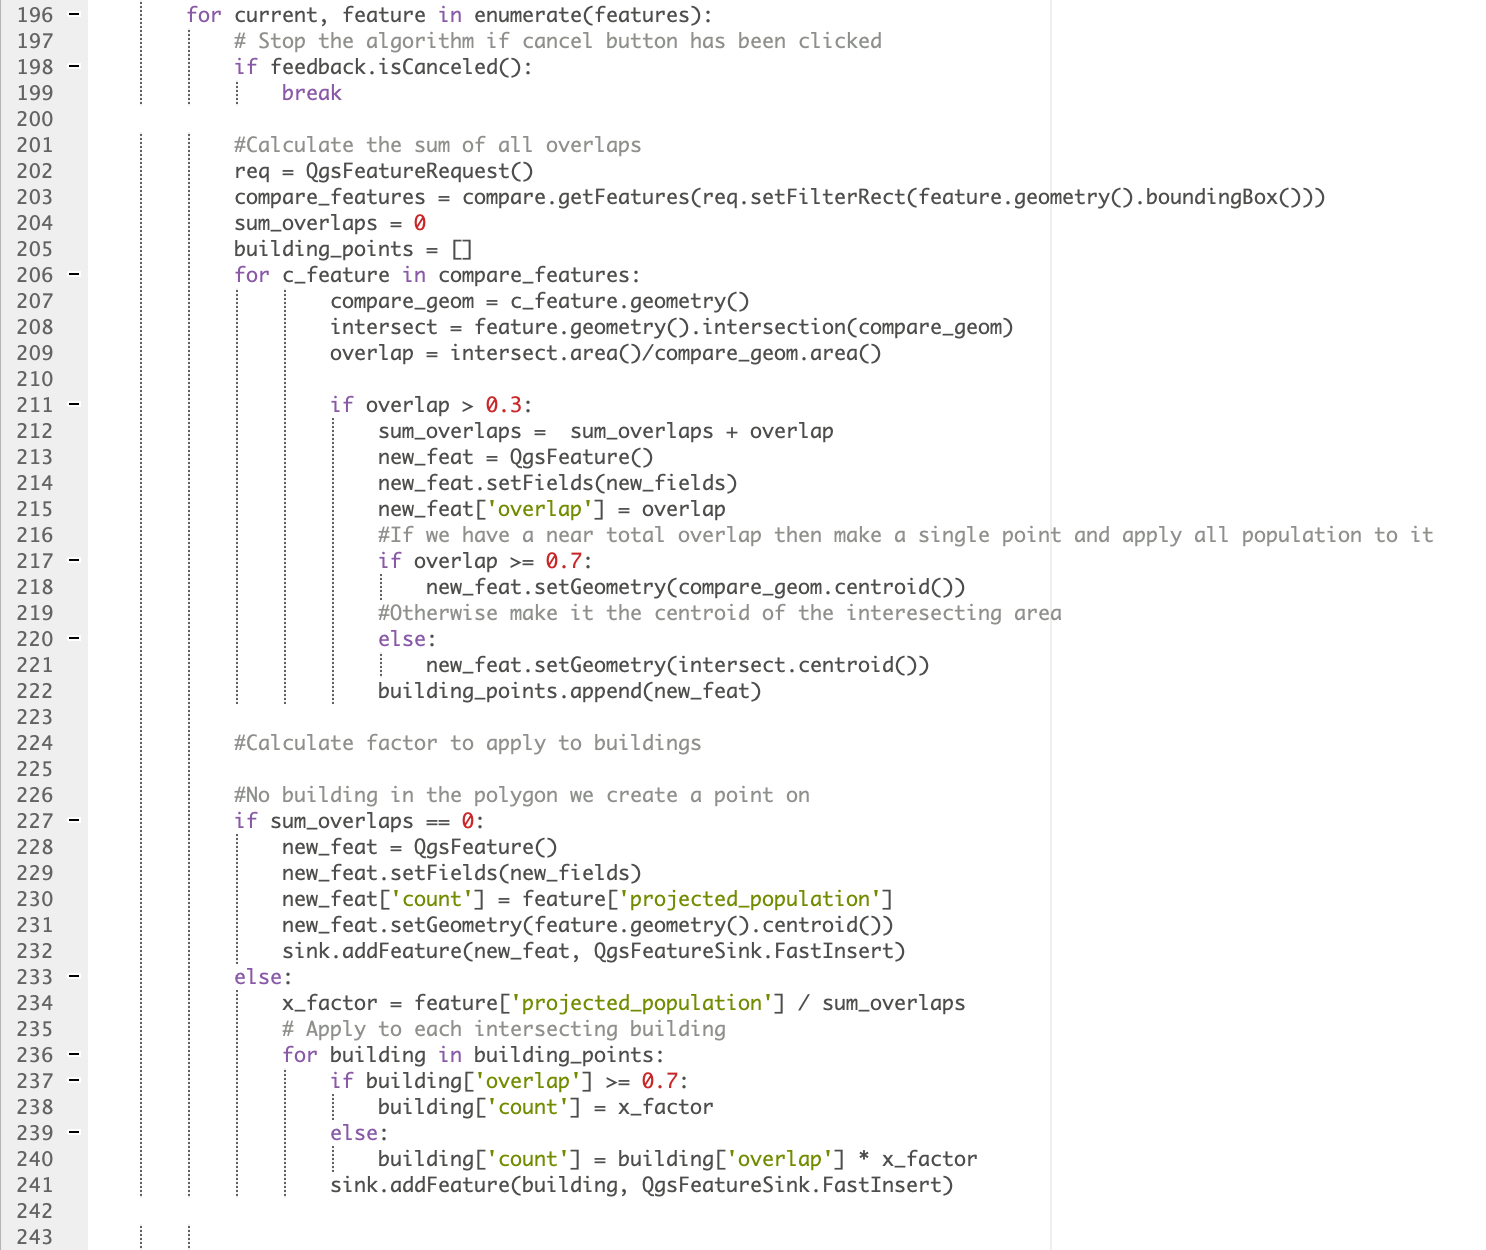 196 - for current, feature in enumerate(features):
197 # Stop the algorithm if cancel button has been clicked
198 - if feedback.isCanceled():
199 break
200
201 #Calculate the sum of all overlaps
202 req = QgsFeatureRequest()
203 compare_features = compare.getFeatures(req.setFilterRect(feature.geometry().boundingBox()))
204 sum_overlaps = 0
205 building_points = []
206 - for c_feature in compare_features:
207 compare_geom = c_feature.geometry()
208 intersect = feature.geometry().intersection(compare_geom)
209 overlap = intersect.area()/compare_geom.area()
210
211 - if overlap > 0.3:
212 sum_overlaps =  sum_overlaps + overlap
213 new_feat = QgsFeature()
214 new_feat.setFields(new_fields)
215 new_feat['overlap'] = overlap
216 #If we have a near total overlap then make a single point and apply all population to it
217 - if overlap >= 0.7:
218 new_feat.setGeometry(compare_geom.centroid())
219 #Otherwise make it the centroid of the interesecting area
220 - else:
221 new_feat.setGeometry(intersect.centroid())
222 building_points.append(new_feat)
223
224 #Calculate factor to apply to buildings
225
226 #No building in the polygon we create a point on
227 - if sum_overlaps == 0:
228 new_feat = QgsFeature()
229 new_feat.setFields(new_fields)
230 new_feat['count'] = feature['projected_population']
231 new_feat.setGeometry(feature.geometry().centroid())
232 sink.addFeature(new_feat, QgsFeatureSink.FastInsert)
233 - else:
234 x_factor = feature['projected_population'] / sum_overlaps
235 # Apply to each intersecting building
236 - for building in building_points:
237 - if building['overlap'] >= 0.7:
238 building['count'] = x_factor
239 - else:
240 building['count'] = building['overlap'] * x_factor
241 sink.addFeature(building, QgsFeatureSink.FastInsert)
242
243